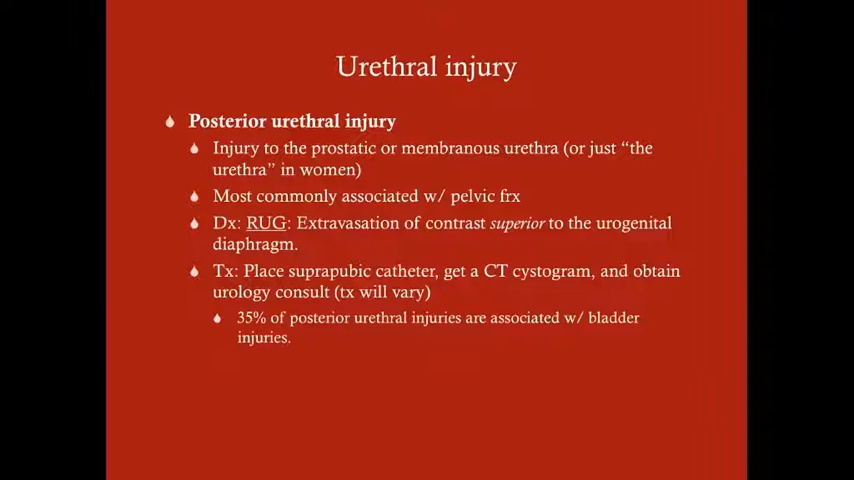 Urethral injury
Posterior urethral injury
Injury to the prostatic or membranous urethra (or just “the
urethra” in women)
Most commonly associated w/ pelvic frx
Dx: RUG: Extravasation of contrast superior to the urogenital
diaphragm.
Tx: Place suprapubic catheter, get a CT cystogram, and obtain
urology consult (tx will vary)
35% of posterior urethral injuries are associated w/ bladder
injuries.